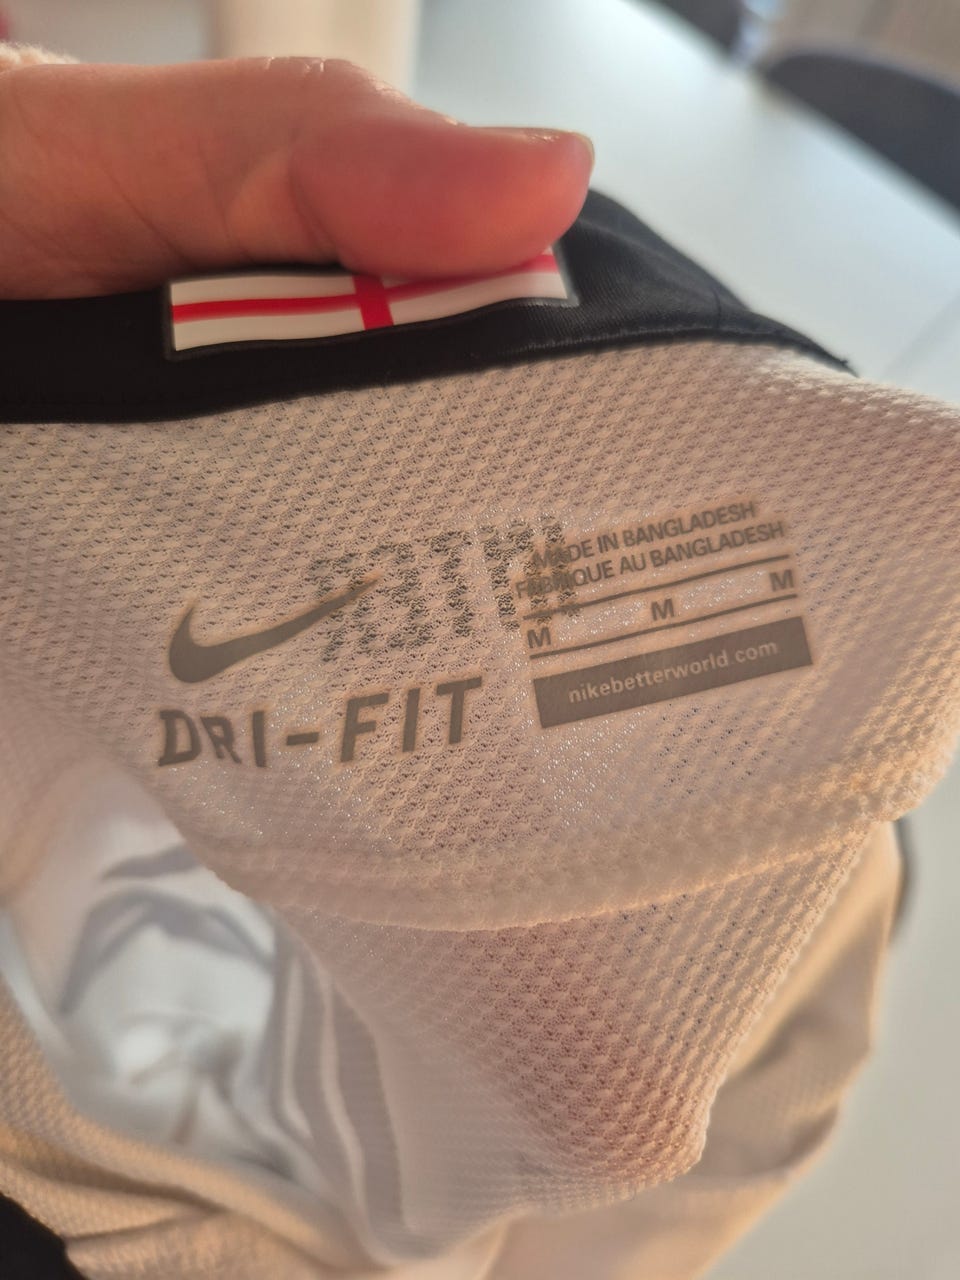 DRI-FIT
MADE IN BANGLADESH
FABRIQUE AU BANGLADESH
M M M
nikebetterworld.com